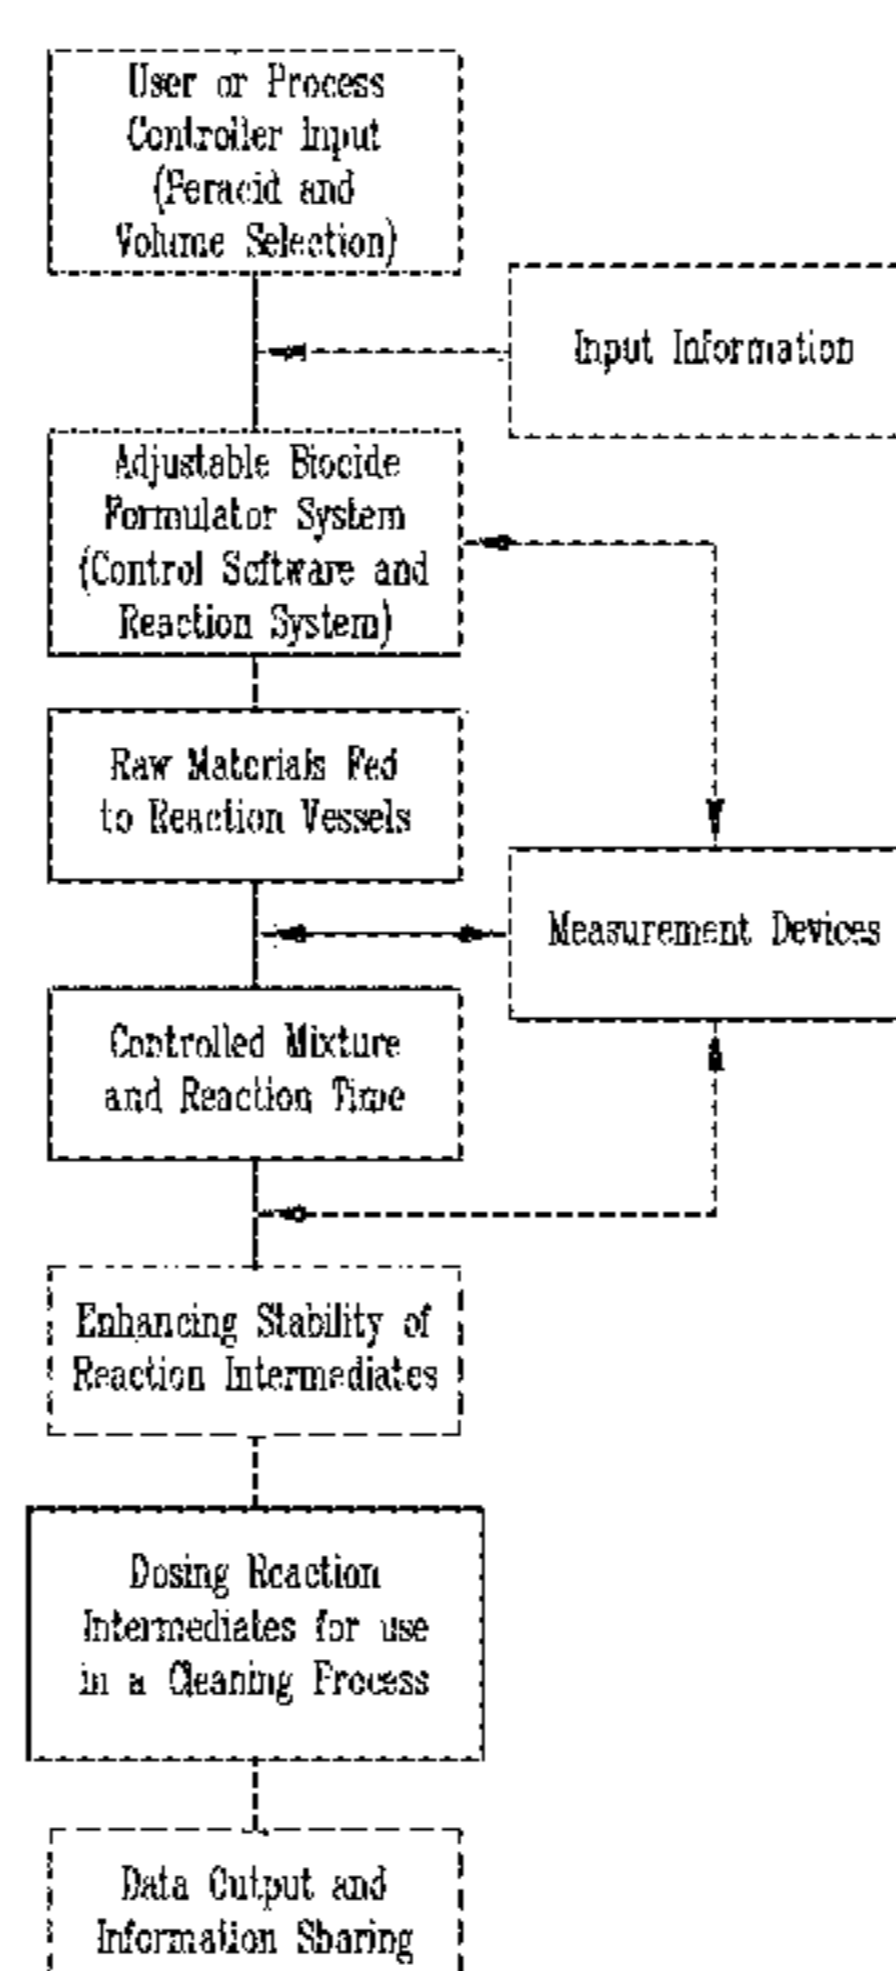 User or Process
Controller Input
(Peracid and
Volume Selection)
Input Information
Adjustable Biocide
Formulator System
(Control Software and
Reaction System)
Raw Materials Fed
to Reaction Vessels
Measurement Devices
Controlled Mixture
and Reaction Time
Enhancing Stability of
Reaction Intermediates
Dosing Reaction
Intermediates for use
in a Cleaning Process
Data Output and
Information Sharing